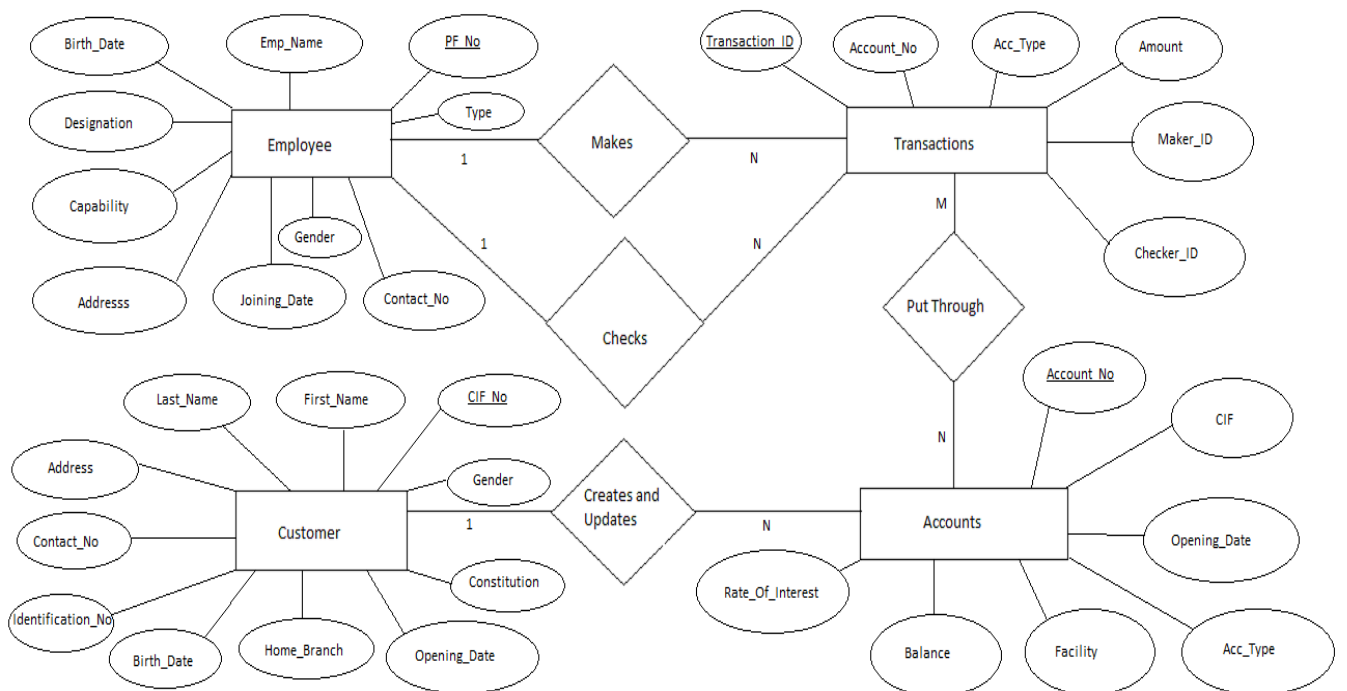 Birth_Date
Emp_Name
PF_No
Transaction_ID
Account_No
Acc_Type
Amount
Designation
Type
Employee
Makes
Transactions
Maker_ID
1
N
Capability
M
Gender
1
N
Checker_ID
Addresss
Joining_Date
Contact_No
Put Through
Checks
Account_No
Last_Name
First_Name
CIF_No
CIF
N
Address
Gender
Creates and
Updates
Customer
1
N
Accounts
Contact_No
Opening_Date
Constitution
Rate_Of_Interest
Identification_No
Birth_Date
Home_Branch
Opening_Date
Balance
Facility
Acc_Type